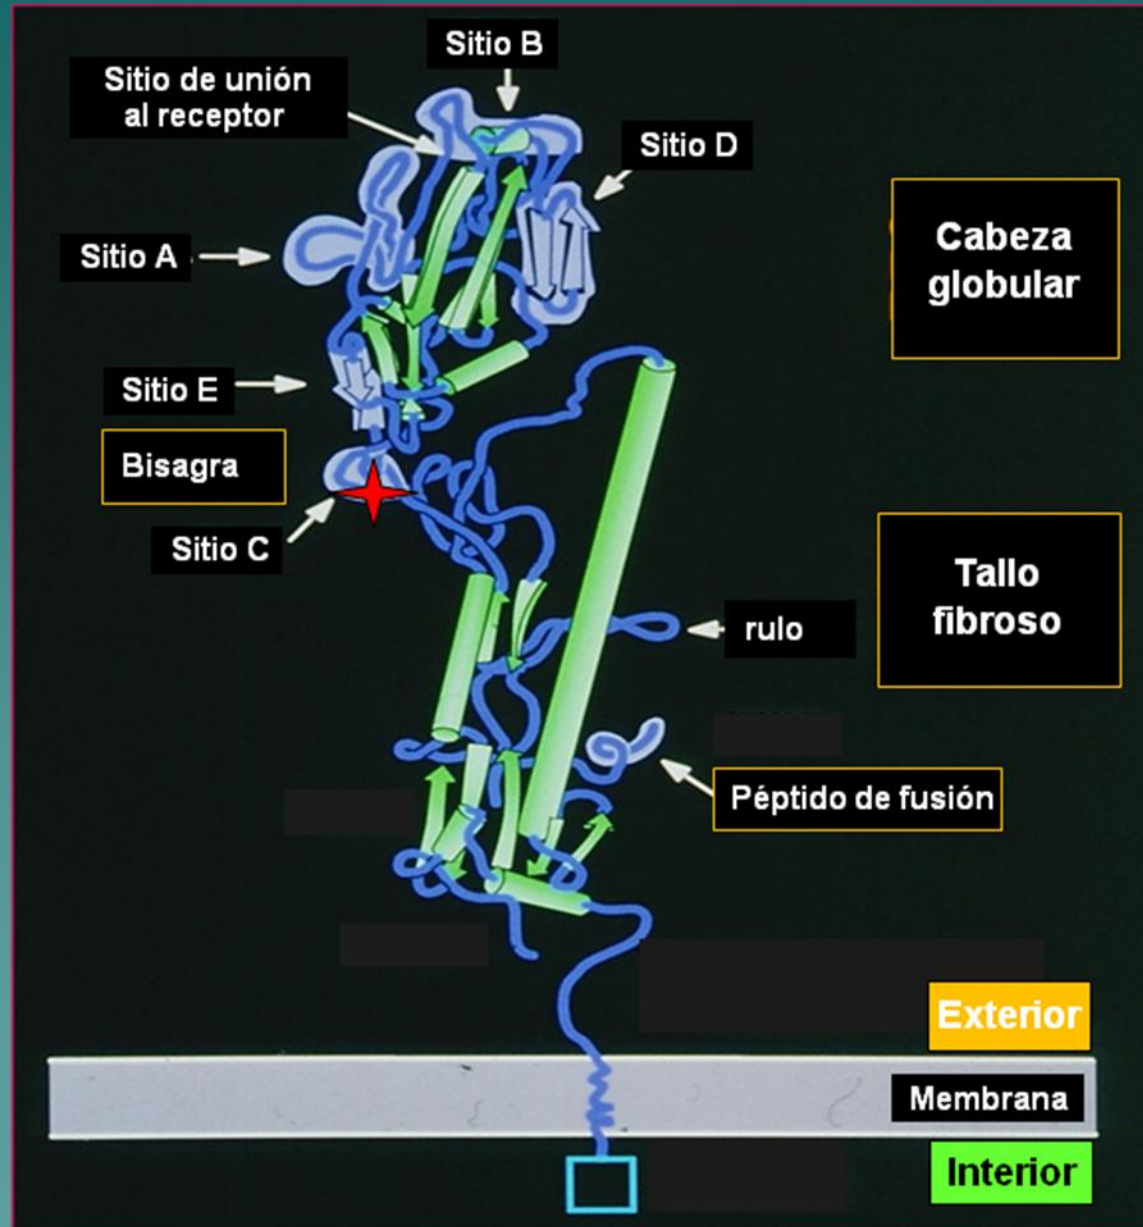 Sitio B
Sitio de unión
al receptor
Sitio D
Sitio A
Cabeza
globular
Sitio E
Bisagra
Sitio C
Tallo
fibroso
rulo
Péptido de fusión
Exterior
Membrana
Interior